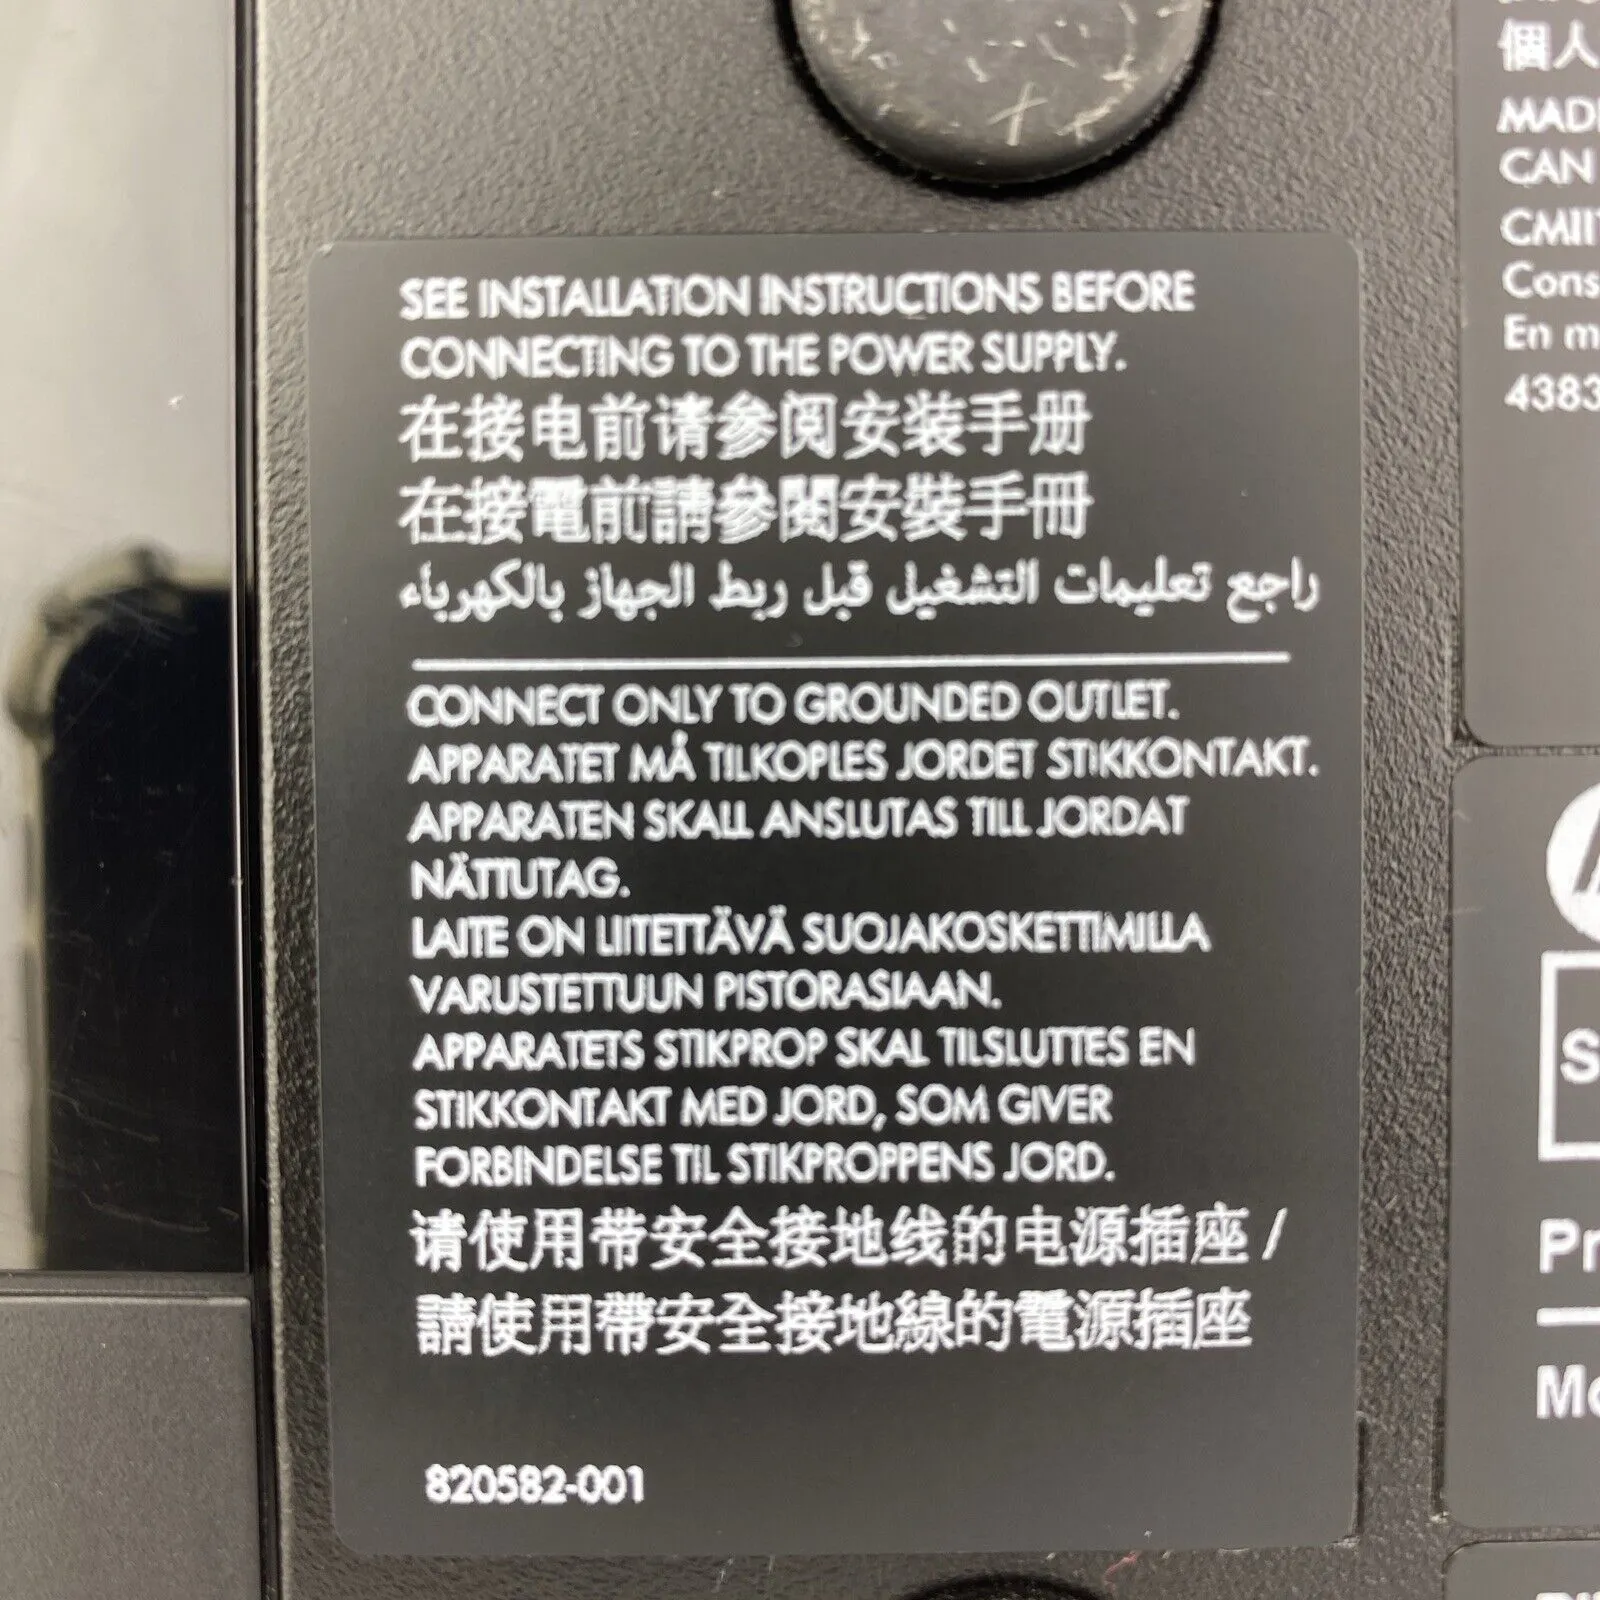 SEE INSTALLATION INSTRUCTIONS BEFORE
CONNECTING TO THE POWER SUPPLY.
在接电前请参阅安装手册
在接電前請參閱安裝手冊
راجع تعليمات التشغيل قبل ربط الجهاز بالكهرباء
CONNECT ONLY TO GROUNDED OUTLET.
APPARATET MÅ TILKOPLES JORDET STIKKONTAKT.
APPARATEN SKALL ANSLUTAS TILL JORDAT
NÄTTUTAG.
LAITE ON LIITETTÄVÄ SUOJAKOSKETTIMILLA
VARUSTETTUUN PISTORASIAAN.
APPARATETS STIKPROP SKAL TILSLUTTES EN
STIKKONTAKT MED JORD, SOM GIVER
FORBINDELSE TIL STIKPROPPENS JORD.
请使用带安全接地线的电源插座 /
請使用帶安全接地線的電源插座
820582-001
個人
MAD
CAN
CMII
Cons
En m
4383
S
Pr
Mo